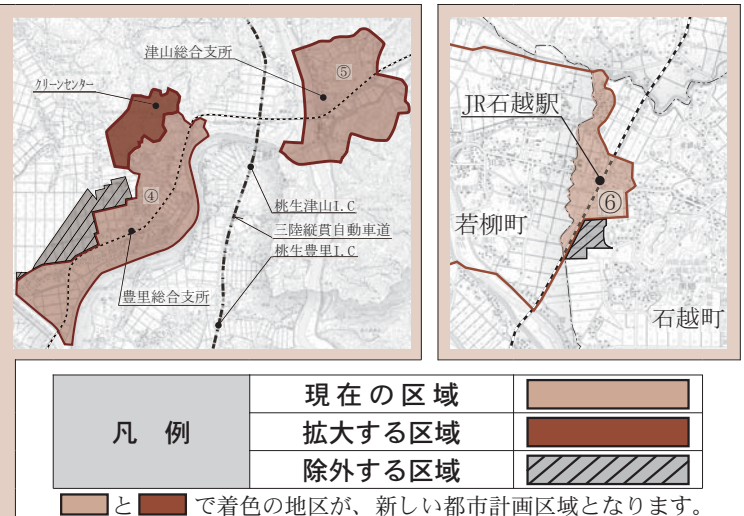 津山総合支所
クリーンセンター
⑤
④
桃生津山I.C
三陸縦貫自動車道
桃生豊里I.C
豊里総合支所
JR石越駅
⑥
若柳町
石越町
凡例
現在の区域
拡大する区域
除外する区域
と で着色の地区が、新しい都市計画区域となります。